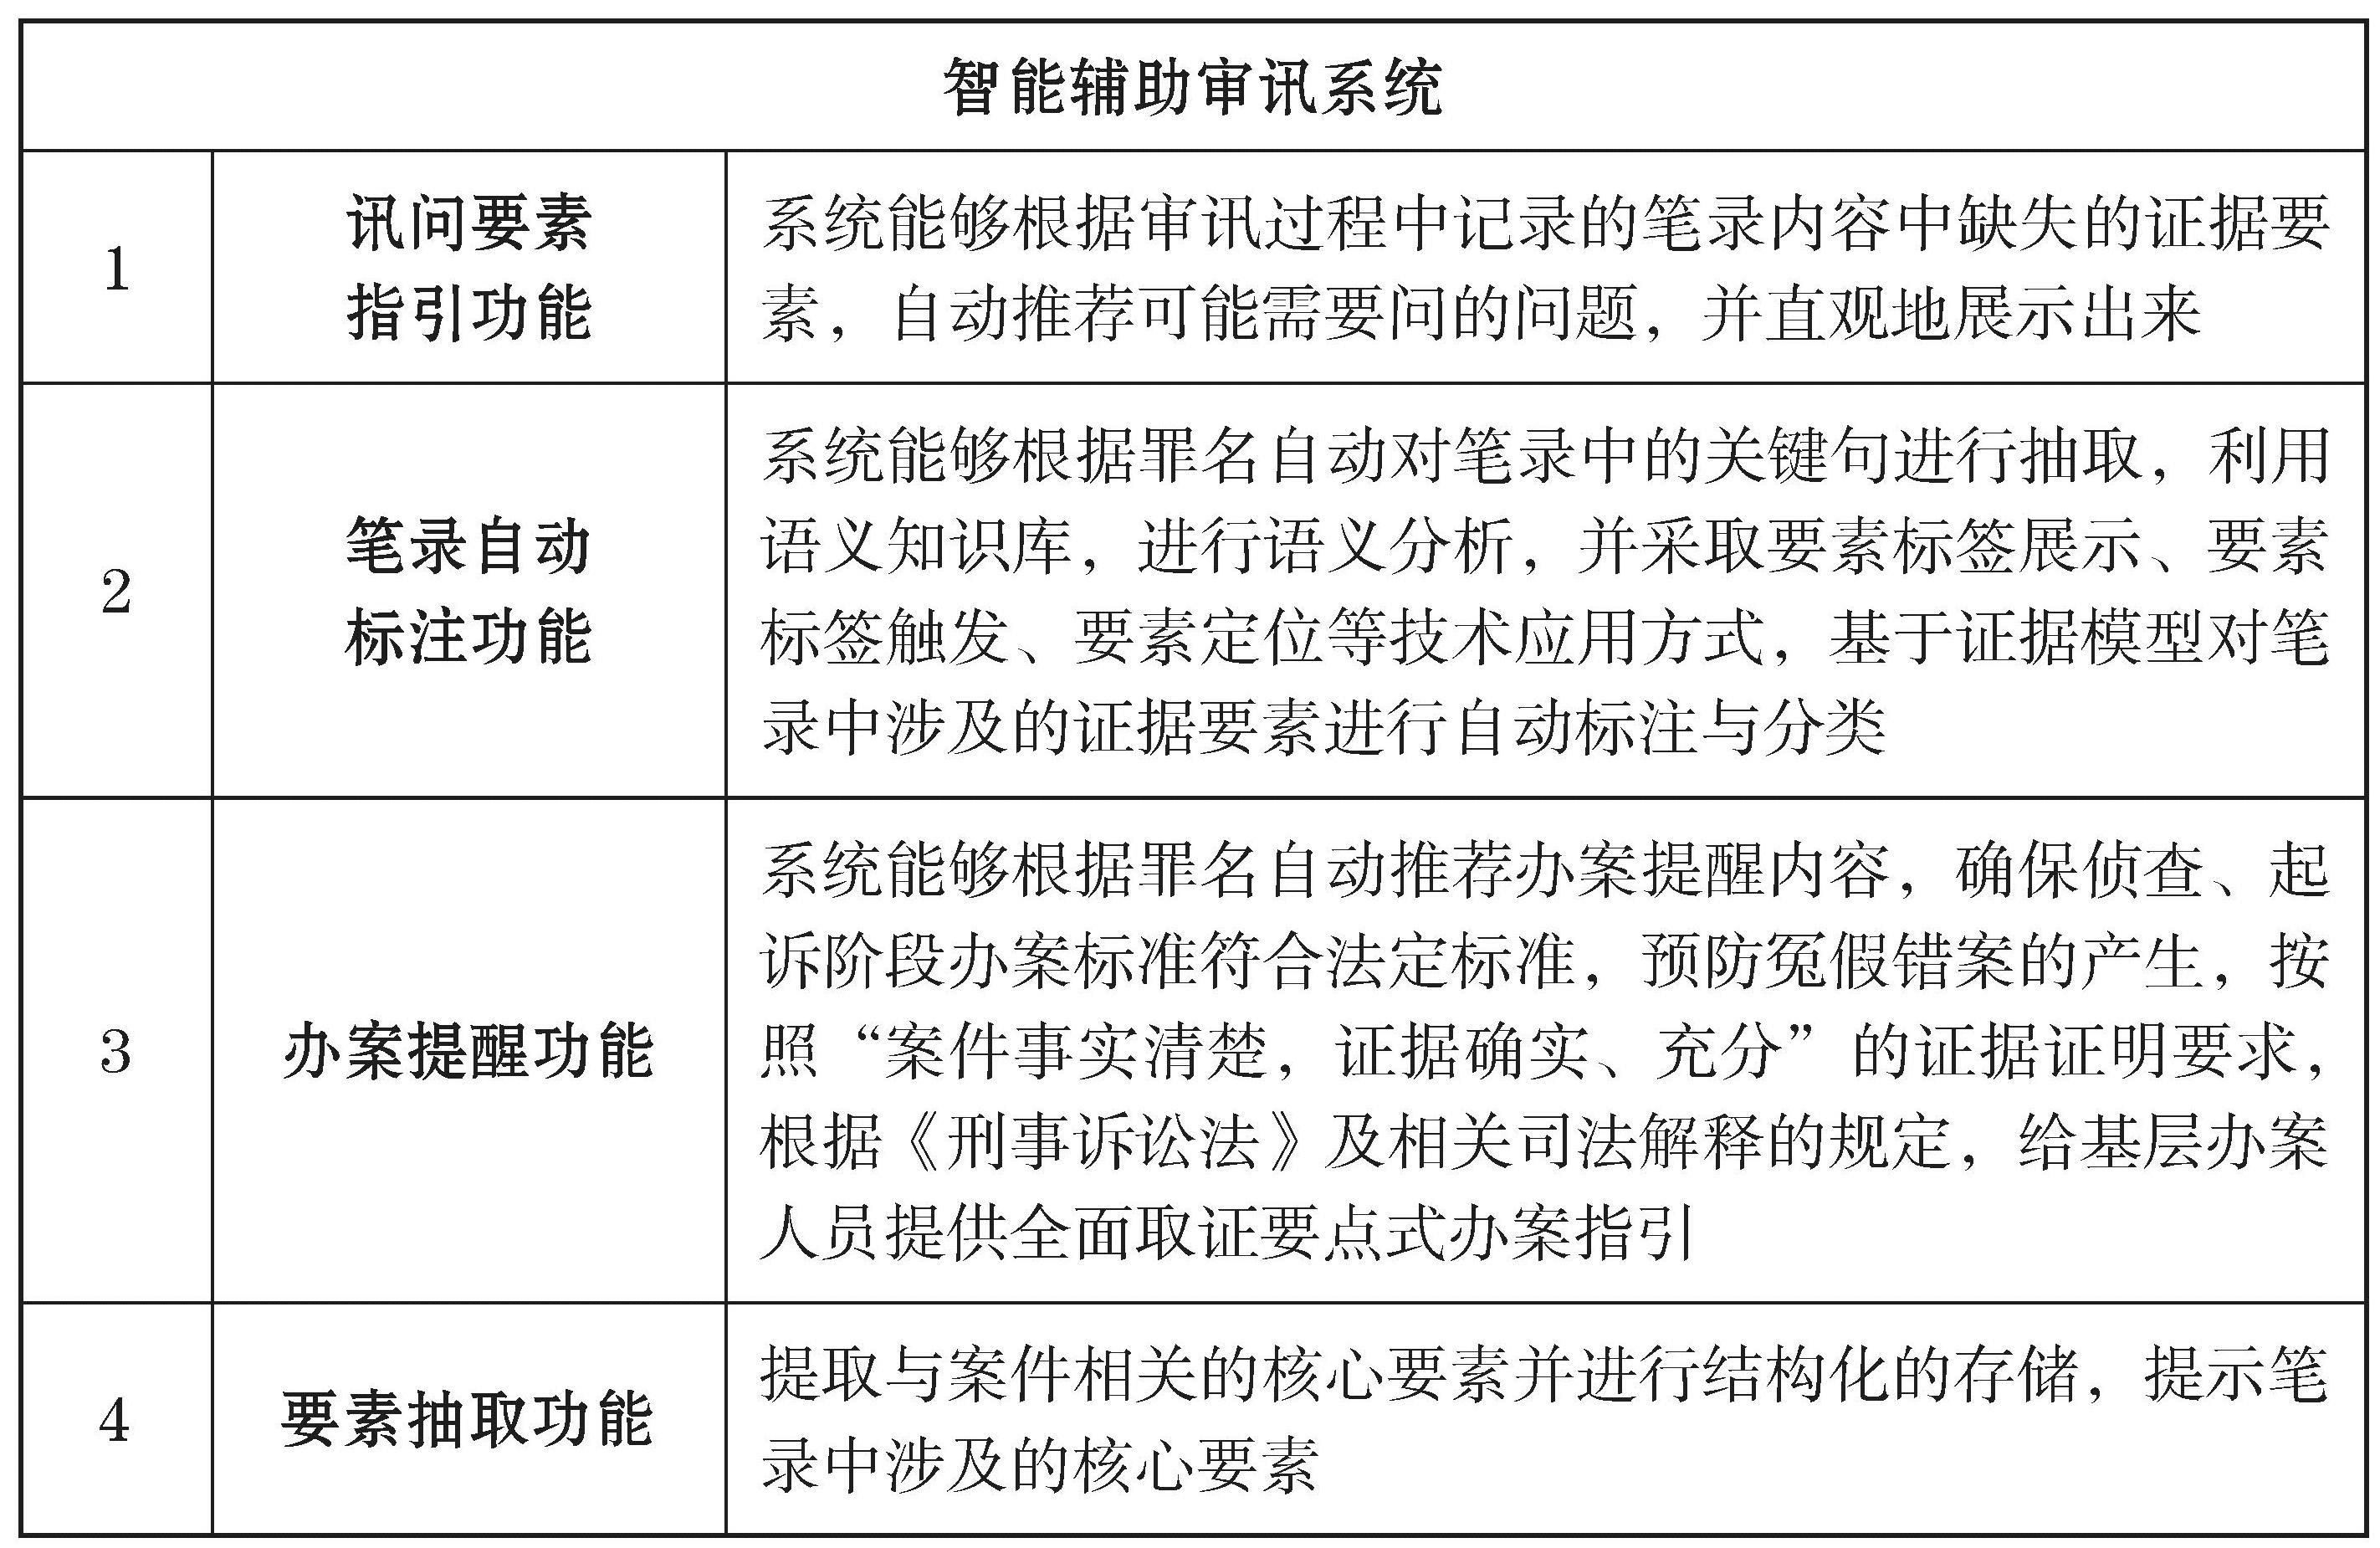 智能辅助审讯系统
1
讯问要素
指引功能
系统能够根据审讯过程中记录的笔录内容中缺失的证据要
素，自动推荐可能需要问的问题，并直观地展示出来
2
笔录自动
标注功能
系统能够根据罪名自动对笔录中的关键句进行抽取，利用
语义知识库，进行语义分析，并采取要素标签展示、要素
标签触发、要素定位等技术应用方式，基于证据模型对笔
录中涉及的证据要素进行自动标注与分类
3
办案提醒功能
系统能够根据罪名自动推荐办案提醒内容，确保侦查、起
诉阶段办案标准符合法定标准，预防冤假错案的产生，按
照“案件事实清楚，证据确实、充分”的证据证明要求，
根据《刑事诉讼法》及相关司法解释的规定，给基层办案
人员提供全面取证要点式办案指引
4
要素抽取功能
提取与案件相关的核心要素并进行结构化的存储，提示笔
录中涉及的核心要素